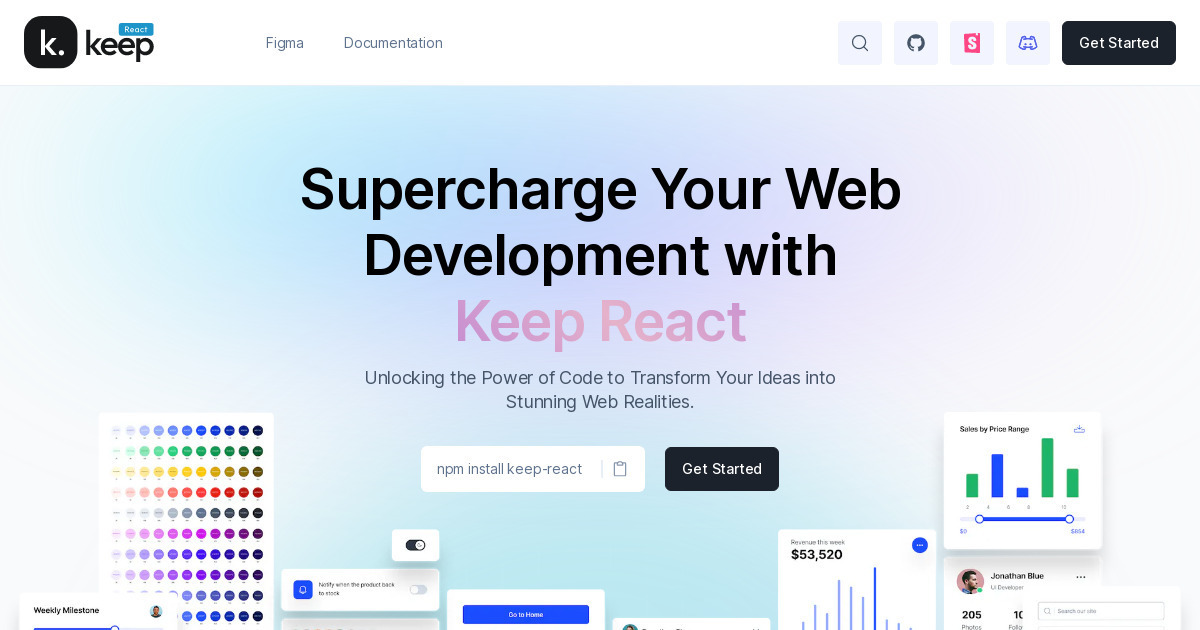 k.
keep
React
Figma
Documentation
Get Started
Supercharge Your Web
Development with
Keep React
Unlocking the Power of Code to Transform Your Ideas into
Stunning Web Realities.
npm install keep-react
Get Started
Sales by Price Range
2 4 6 8 10
$0 $854
Revenue this week
$53,520
Notify when the product back
to stock
Go to Home
Weekly Milestone
Jonathan Blue
UI Developer
205
Photos
Search our site